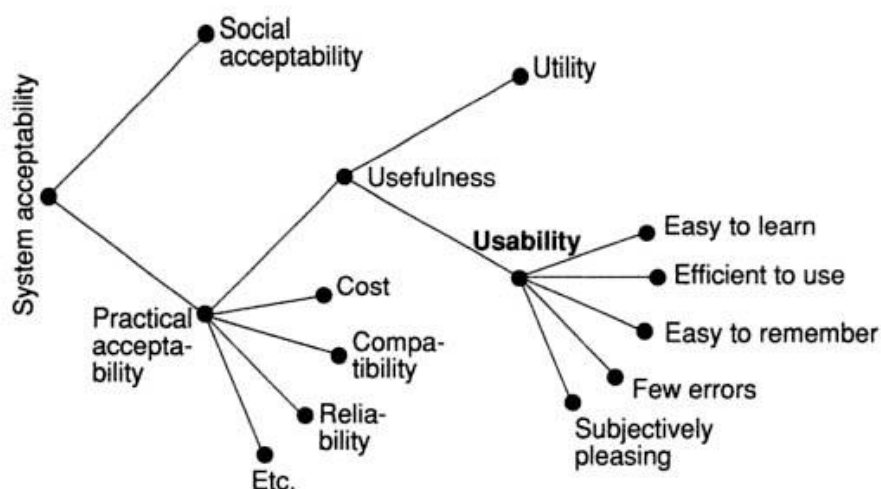 System acceptability
Social
acceptability
Utility
Usefulness
Usability
Easy to learn
Efficient to use
Easy to remember
Few errors
Subjectively
pleasing
Practical
accepta-
bility
Cost
Compa-
tibility
Relia-
bility
Etc.